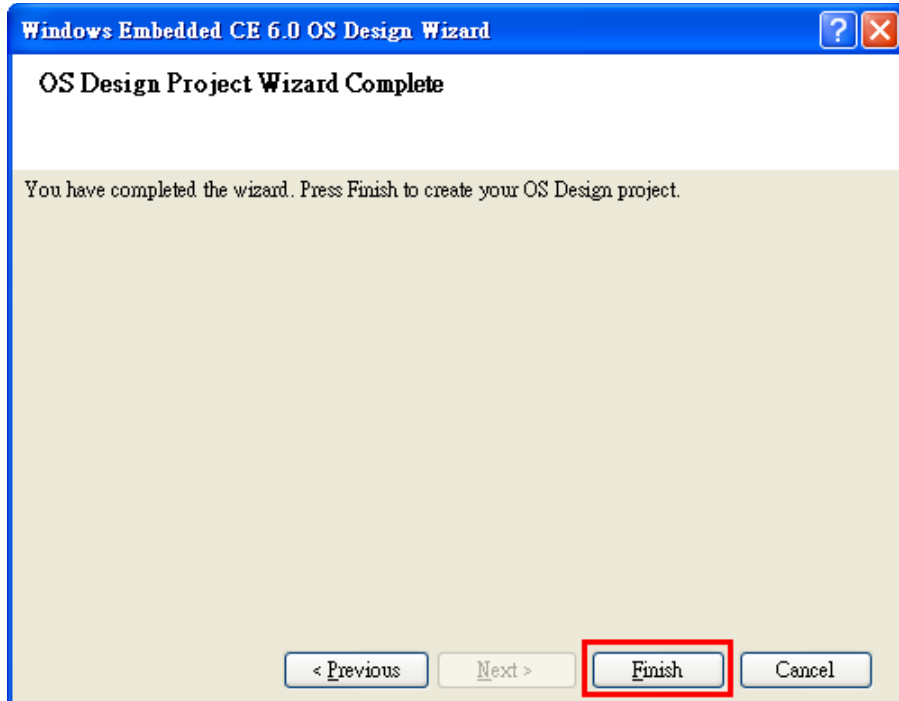 Windows Embedded CE 6.0 OS Design Wizard
OS Design Project Wizard Complete
You have completed the wizard. Press Finish to create your OS Design project.
< Previous Next > Finish Cancel